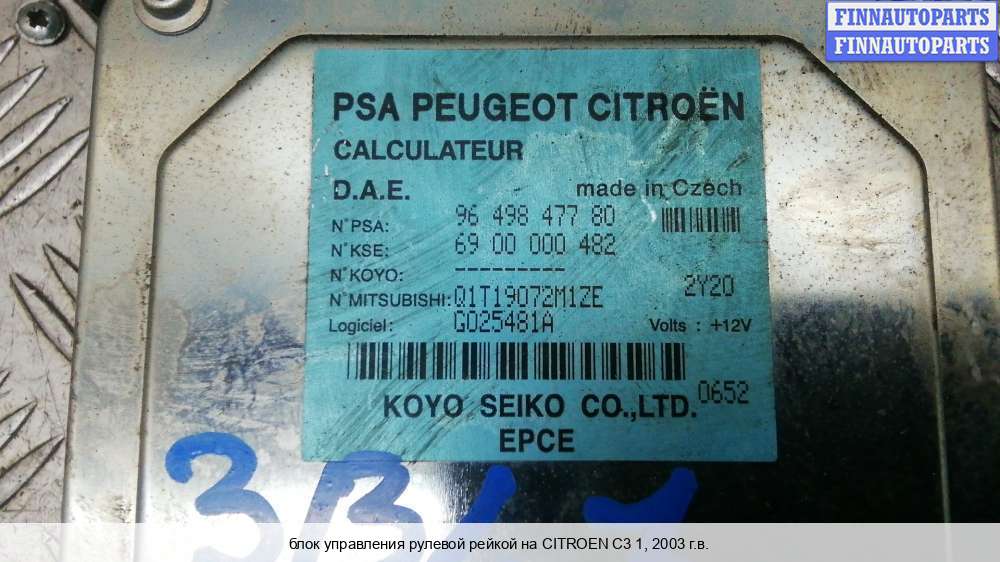 FINNAUTOPARTS
FINNAUTOPARTS
PSA PEUGEOT CITROËN
CALCULATEUR
D.A.E. made in Czech
N°PSA: 96 498 477 80
N°KSE: 69 00 000 482
N°KOYO: ---------
N°MITSUBISHI: Q1T19072M1ZE 2Y20
Logiciel: G025481A Volts : +12V
0652
KOYO SEIKO CO.,LTD.
EPCE
блок управления рулевой рейкой на CITROEN C3 1, 2003 г.в.